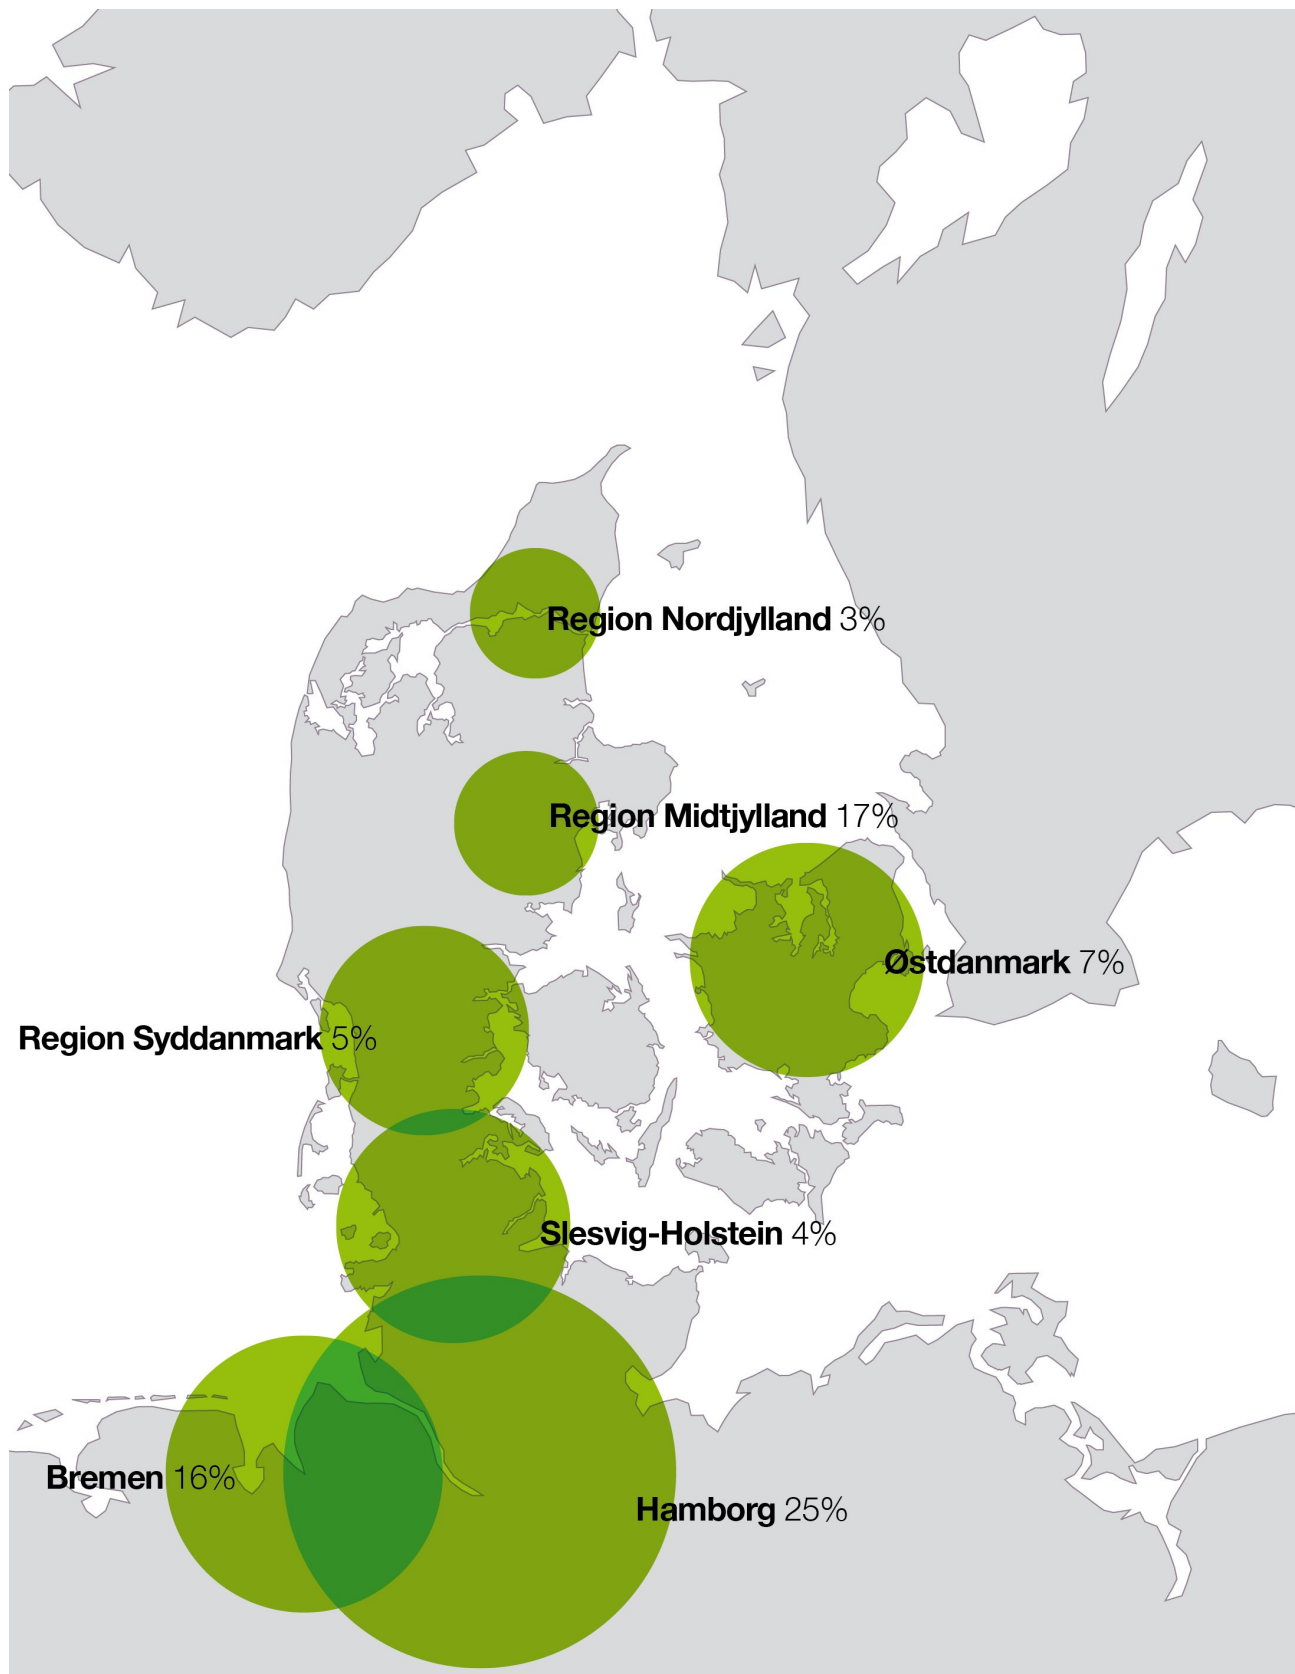 Region Nordjylland 3%
Region Midtjylland 17%
Østdanmark 7%
Region Syddanmark 5%
Slesvig-Holstein 4%
Bremen 16%
Hamborg 25%